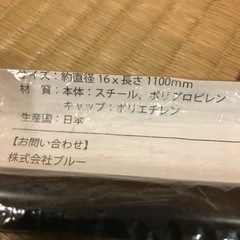 サイズ：約直径16x長さ1100mm
材　質：本体：スチール、ポリプロピレン
キャップ：ポリエチレン
生産国：日本
【お問い合わせ】
株式会社ブルー